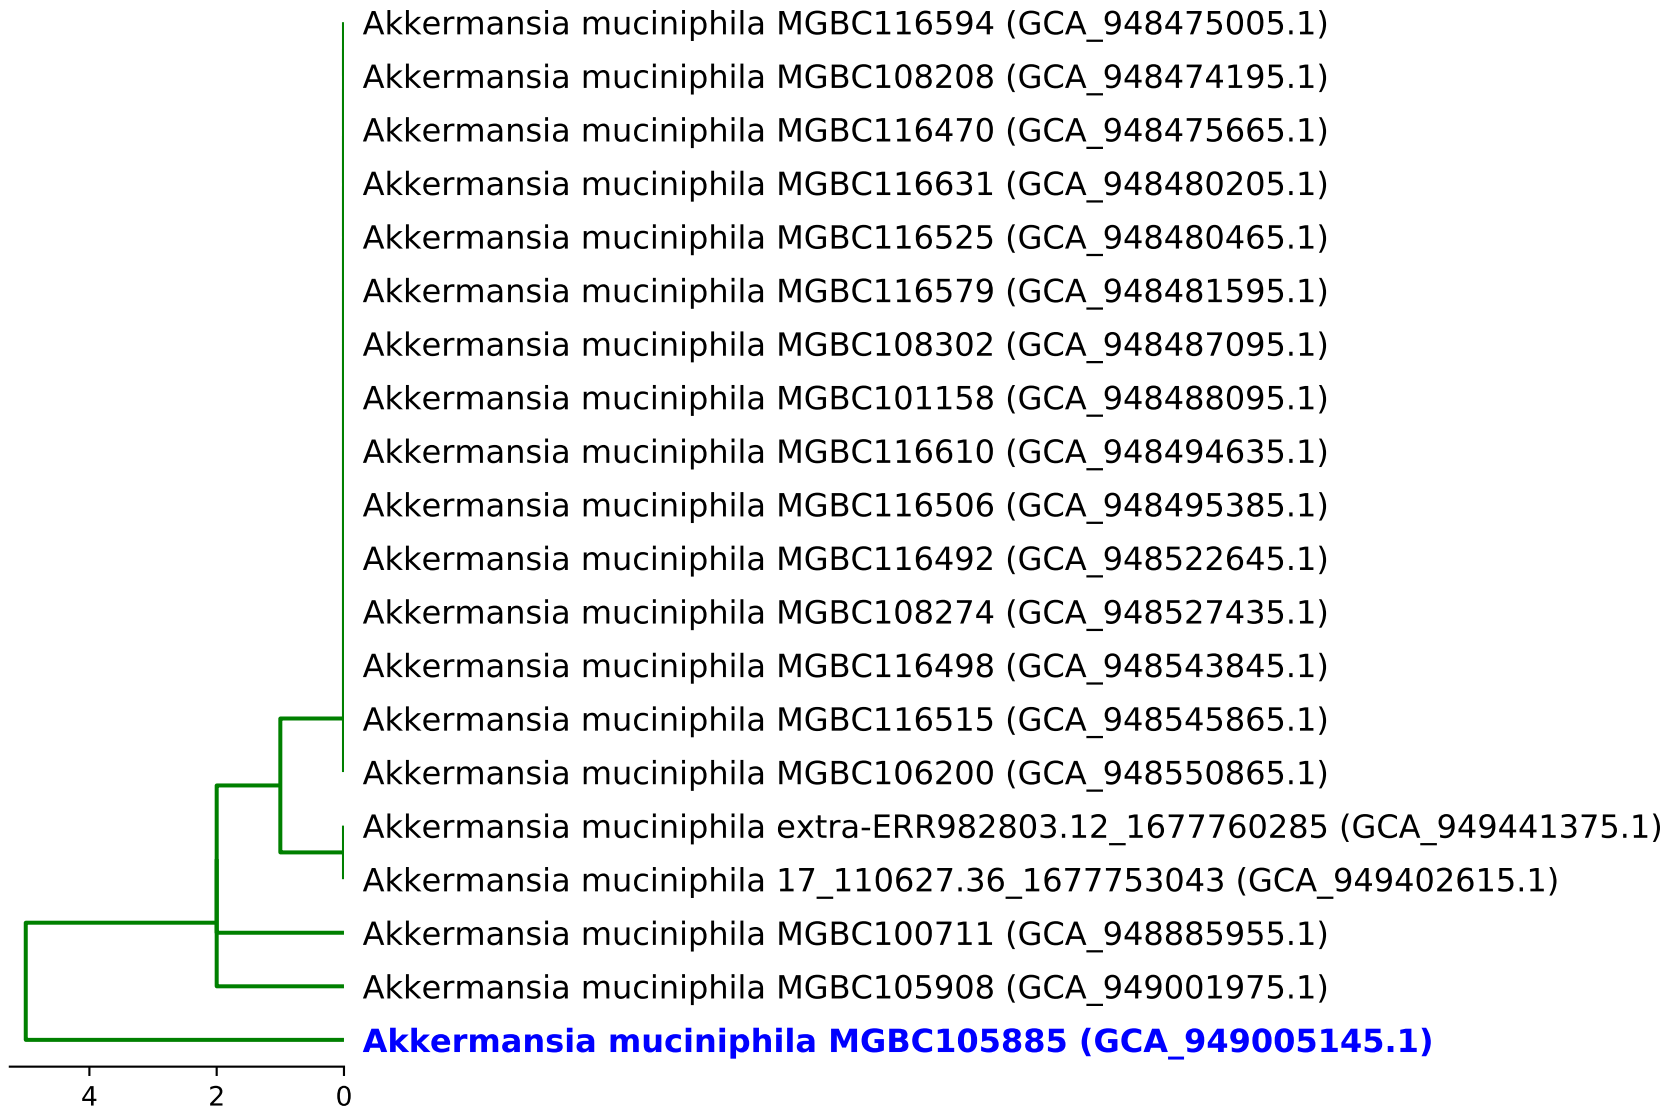 Akkermansia muciniphila MGBC116594 (GCA_948475005.1)
Akkermansia muciniphila MGBC108208 (GCA_948474195.1)
Akkermansia muciniphila MGBC116470 (GCA_948475665.1)
Akkermansia muciniphila MGBC116631 (GCA_948480205.1)
Akkermansia muciniphila MGBC116525 (GCA_948480465.1)
Akkermansia muciniphila MGBC116579 (GCA_948481595.1)
Akkermansia muciniphila MGBC108302 (GCA_948487095.1)
Akkermansia muciniphila MGBC101158 (GCA_948488095.1)
Akkermansia muciniphila MGBC116610 (GCA_948494635.1)
Akkermansia muciniphila MGBC116506 (GCA_948495385.1)
Akkermansia muciniphila MGBC116492 (GCA_948522645.1)
Akkermansia muciniphila MGBC108274 (GCA_948527435.1)
Akkermansia muciniphila MGBC116498 (GCA_948543845.1)
Akkermansia muciniphila MGBC116515 (GCA_948545865.1)
Akkermansia muciniphila MGBC106200 (GCA_948550865.1)
Akkermansia muciniphila extra-ERR982803.12_1677760285 (GCA_949441375.1)
Akkermansia muciniphila 17_110627.36_1677753043 (GCA_949402615.1)
Akkermansia muciniphila MGBC100711 (GCA_948885955.1)
Akkermansia muciniphila MGBC105908 (GCA_949001975.1)
Akkermansia muciniphila MGBC105885 (GCA_949005145.1)
4 2 0